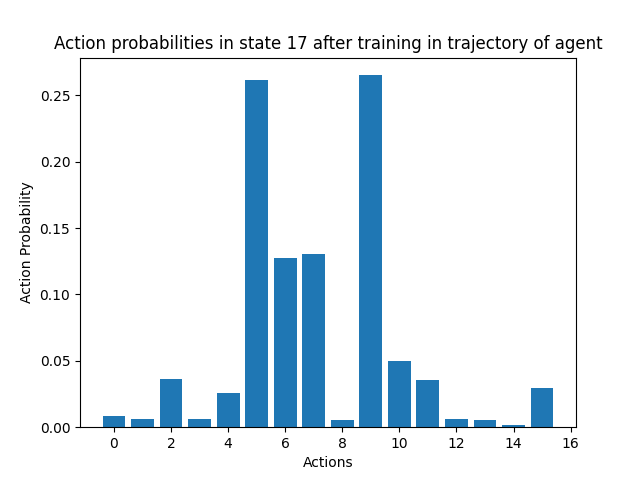 Action probabilities in state 17 after training in trajectory of agent
0.25
0.20
0.15
0.10
0.05
0.00
Action Probability
0 2 4 6 8 10 12 14 16
Actions